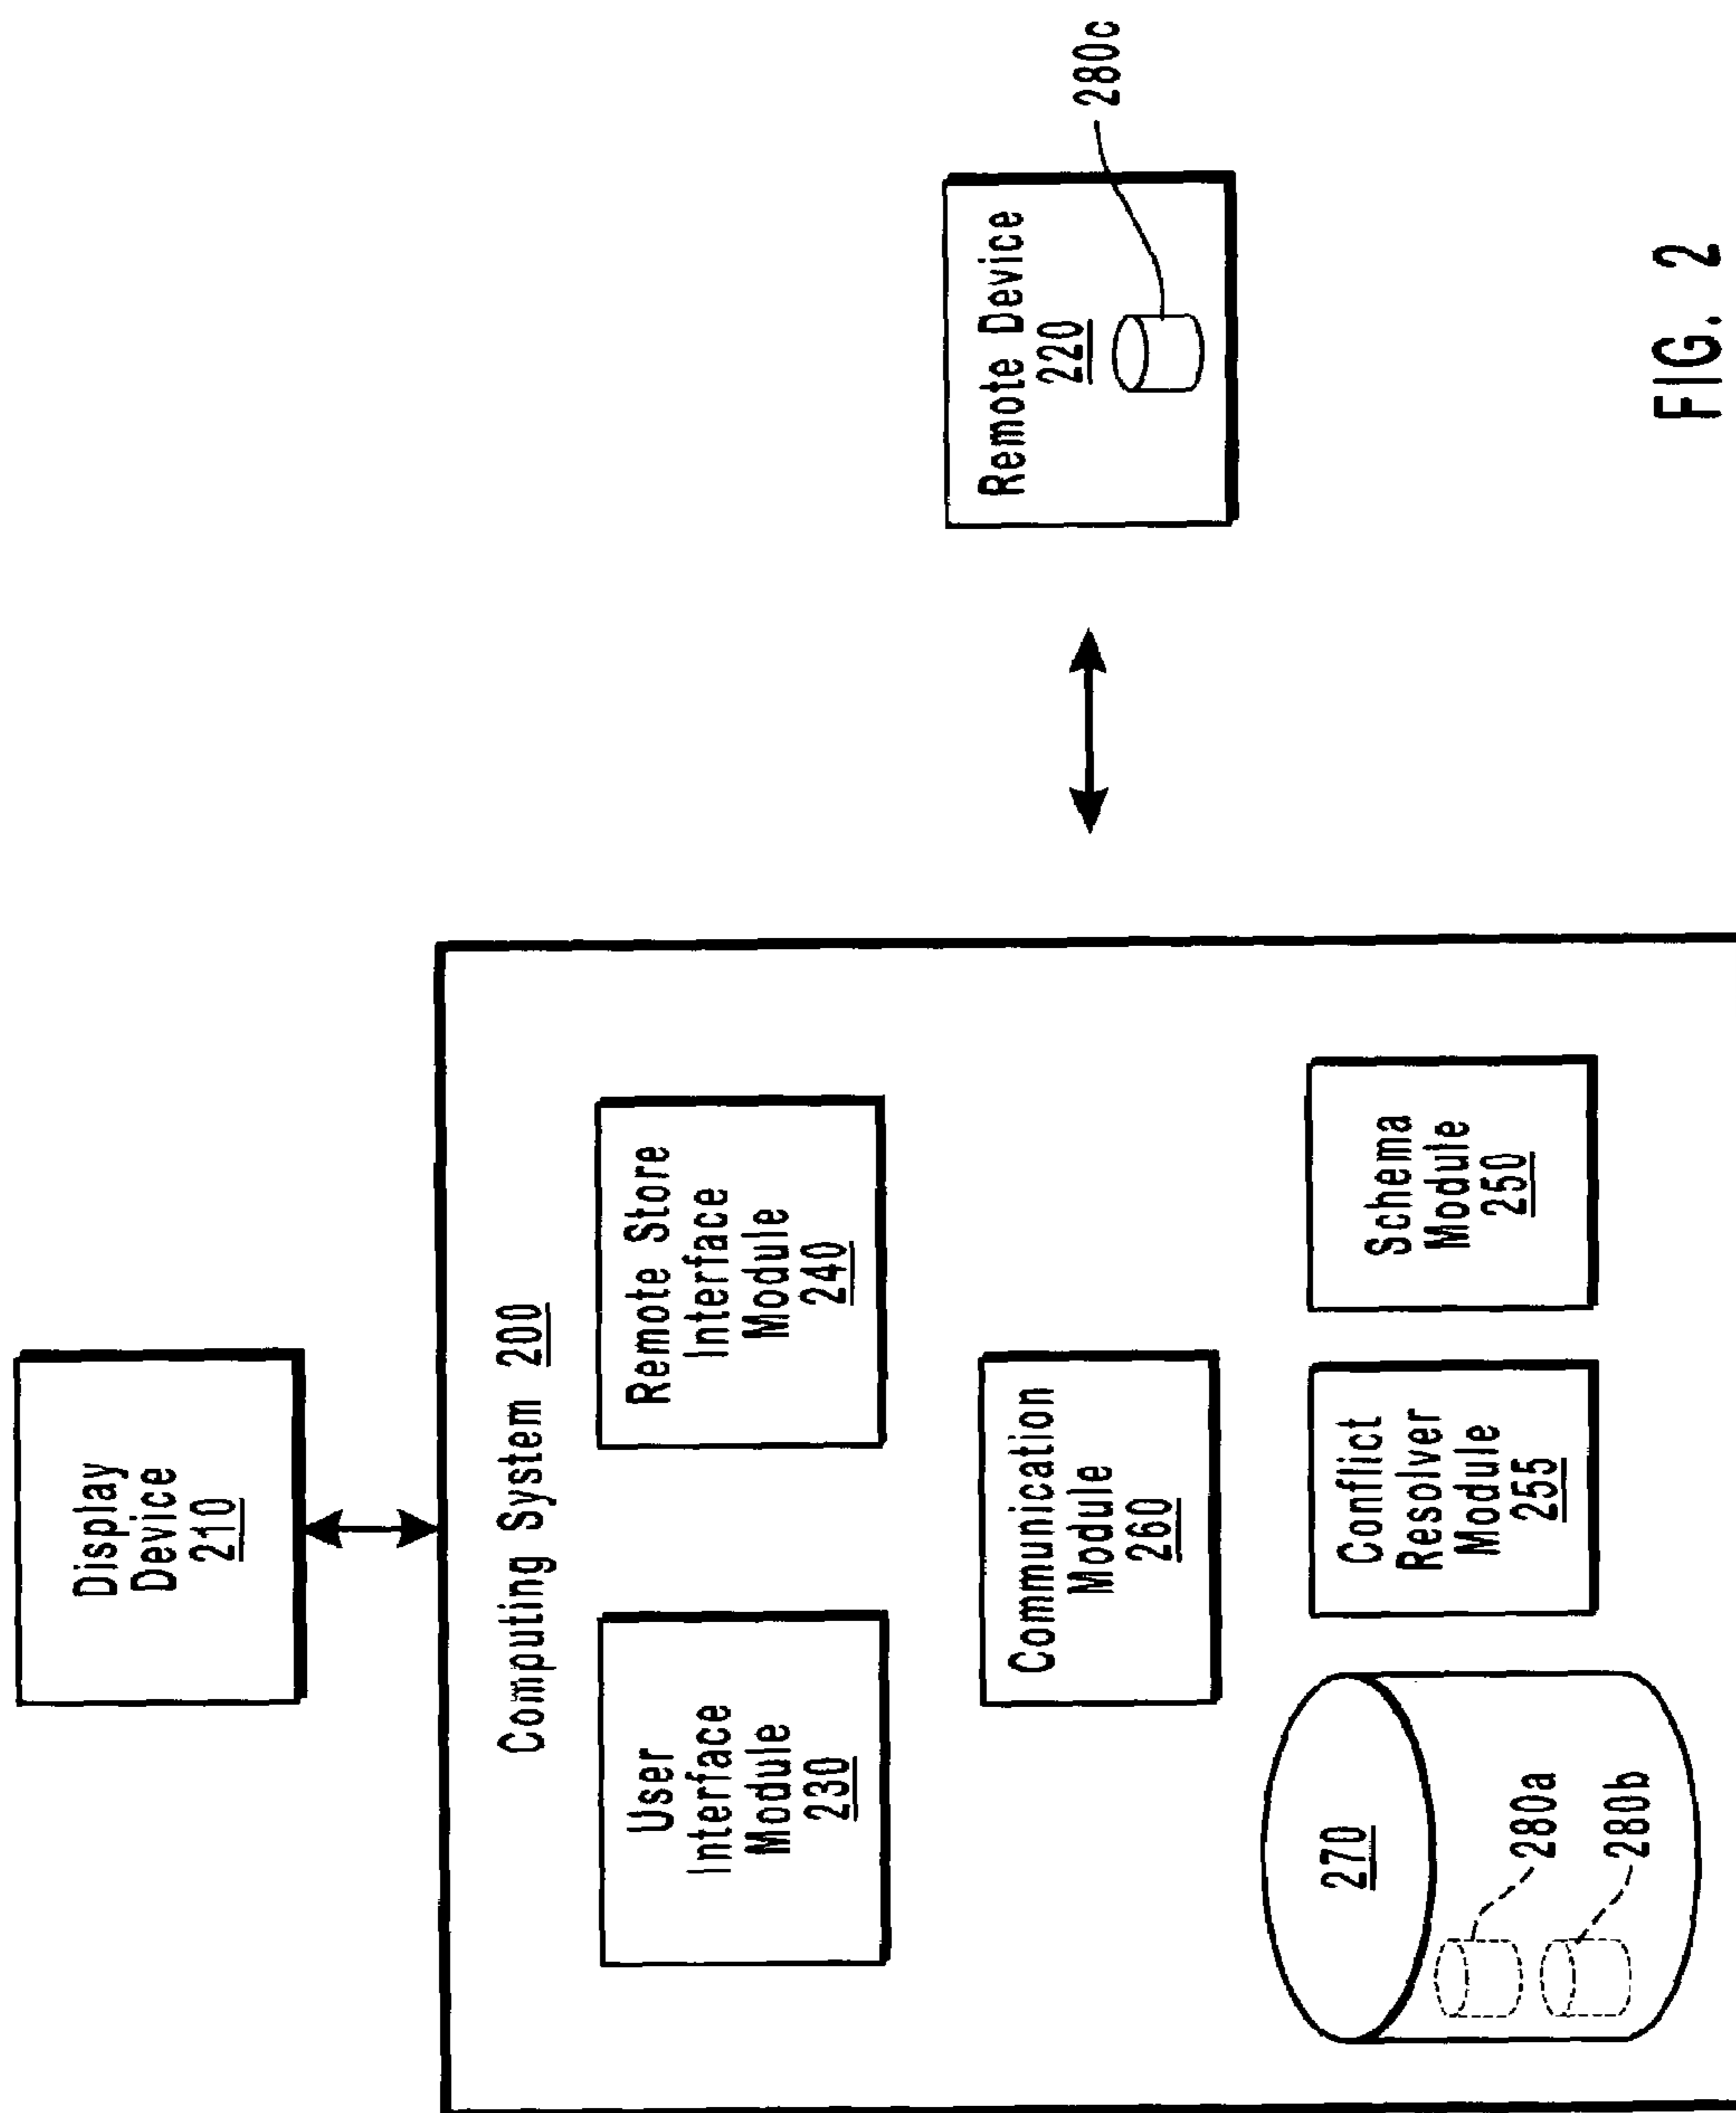 Display
Device
210
Computing System 200
User
Interface
Module
230
Remote Store
Interface
Module
240
Communication
Module
260
270
280a
280b
Conflict
Resolver
Module
255
Schema
Module
250
Remote Device
220
280c
FIG. 2